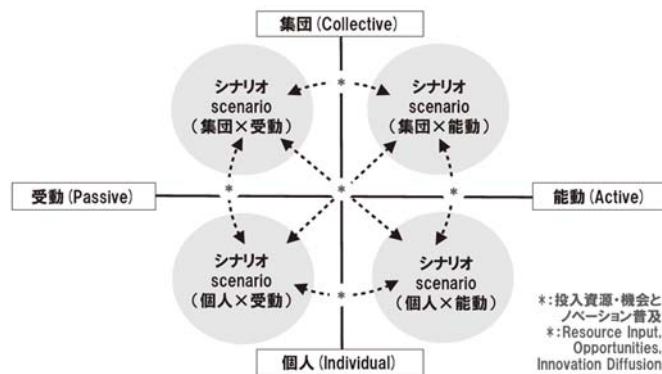 集団(Collective)
シナリオ
scenario
(集団×受動)
*
シナリオ
scenario
(集団×能動)
受動(Passive)
*
*
*
能動(Active)
シナリオ
scenario
(個人×受動)
*
シナリオ
scenario
(個人×能動)
個人(Individual)
*:投入資源・機会と
ノベーション普及
*:Resource Input,
Opportunities,
Innovation Diffusion